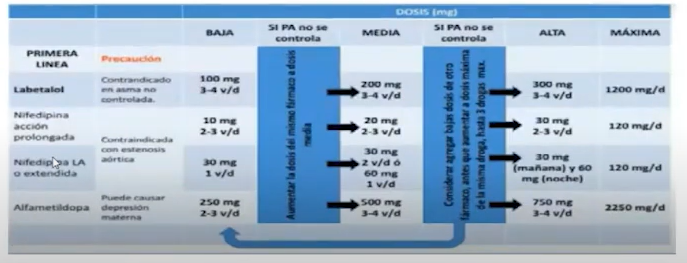 DOSIS (mg)
BAJA
SI PA no se
controla
MEDIA
SI PA no se
controla
ALTA
MÁXIMA
PRIMERA
LINEA
Precaución
Labetalol
Contrandicado
en asma no
controlada.
100 mg
3-4 v/d
200 mg
3-4 v/d
300 mg
3-4 v/d
1200 mg/d
Nifedipina
acción
prolongada
Contraindicada
con estenosis
aórtica
10 mg
2-3 v/d
20 mg
2-3 v/d
30 mg
2-3 v/d
120 mg/d
Nifedipina LA
o extendida
30 mg
1 v/d
30 mg
2 v/d ó
60 mg
1 v/d
30 mg
(mañana) y 60
mg (noche)
120 mg/d
Alfametildopa
Puede causar
depresión
materna
250 mg
2-3 v/d
500 mg
3-4 v/d
750 mg
3-4 v/d
2250 mg/d
Aumentar la dosis del mismo fármaco a dosis
media
Considerar agregar bajas dosis de otro
fármaco, antes que aumentar a dosis máxima
de la misma droga, hasta 3 drogas max.